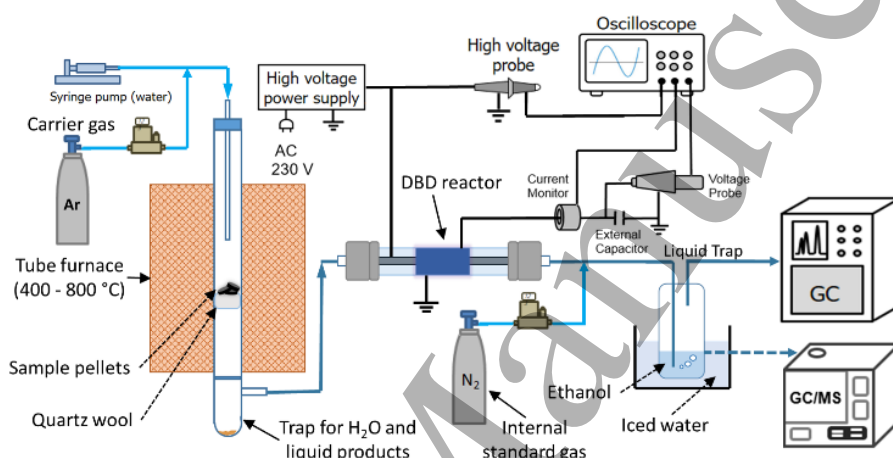 Oscilloscope
High voltage
probe
Syringe pump (water)
High voltage
power supply
Carrier gas
AC
230 V
Ar
DBD reactor
Current
Monitor
Voltage
Probe
External
Capacitor
Liquid Trap
Tube furnace
(400 - 800 °C)
GC
Sample pellets
N2
Ethanol
GC/MS
Quartz wool
Trap for H2O and
liquid products
Internal
standard gas
Iced water
Manusc